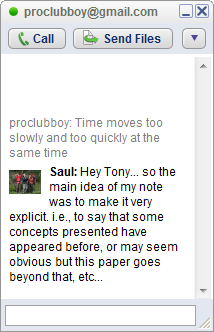 proclubboy@gmail.com
Call
Send Files
proclubboy: Time moves too
slowly and too quickly at the
same time
Saul: Hey Tony... so the
main idea of my note
was to make it very
explicit. i.e., to say that some
concepts presented have
appeared before, or may seem
obvious but this paper goes
beyond that, etc...